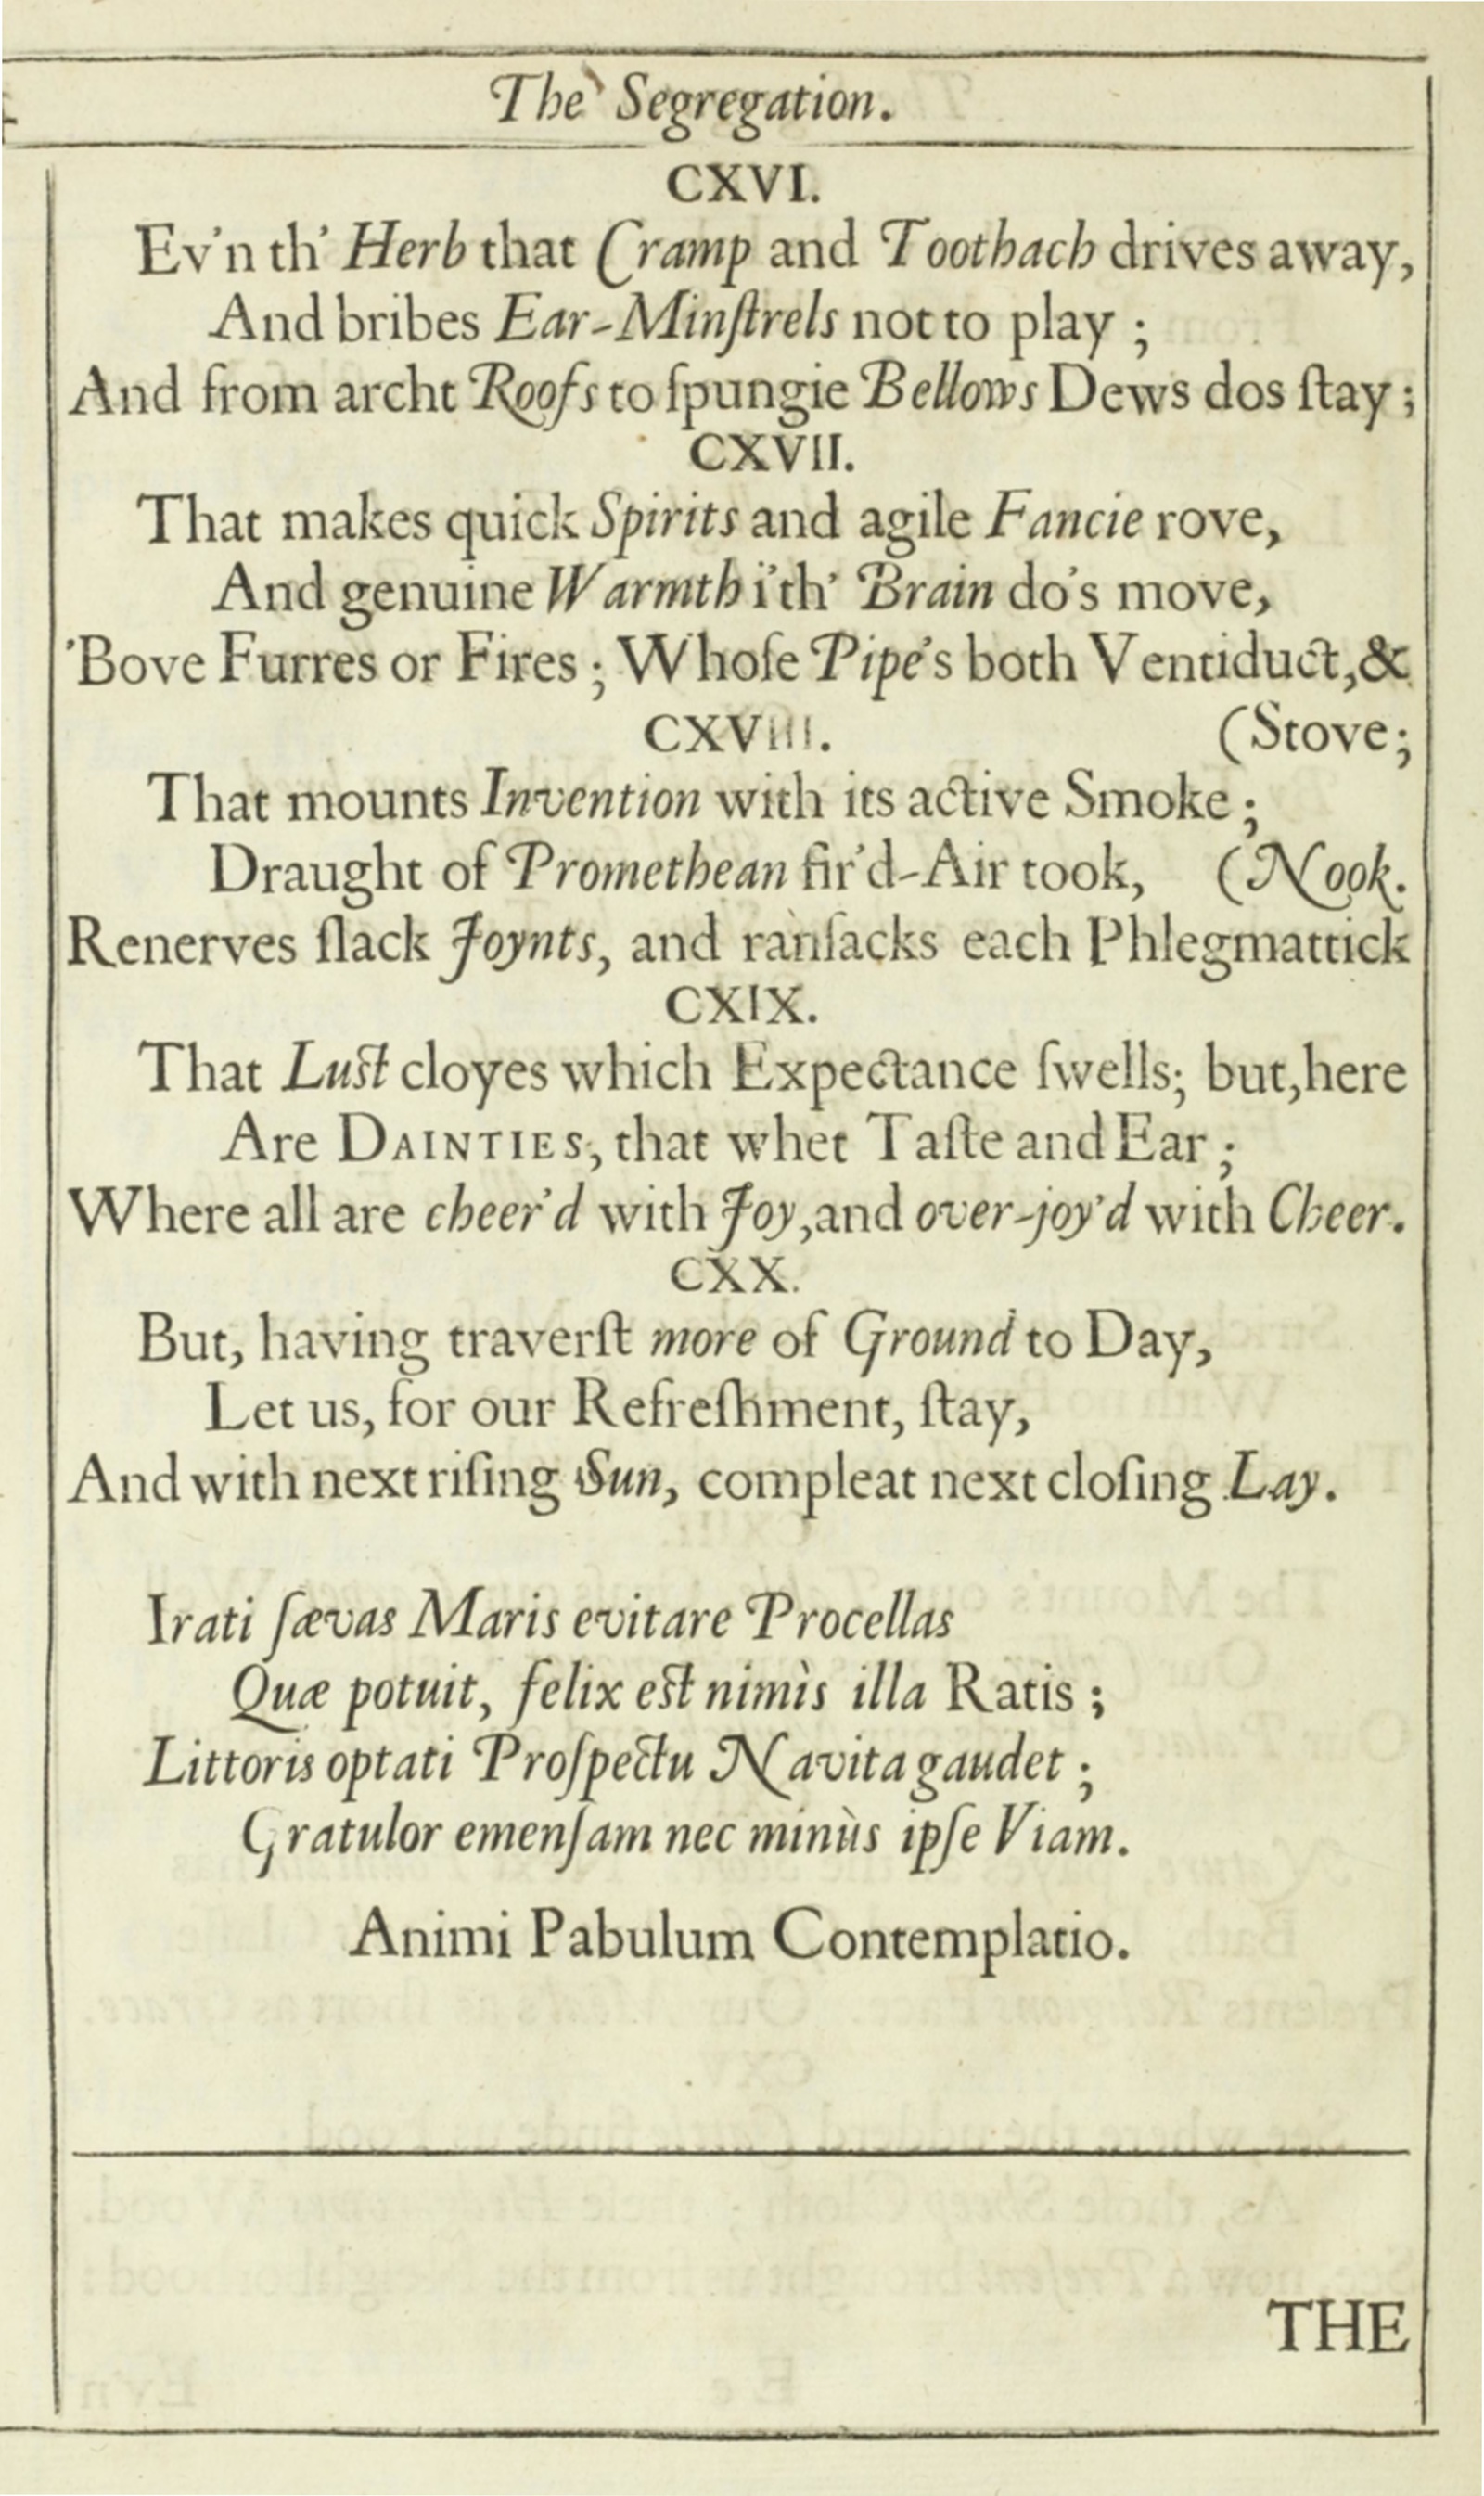 The Segregation.
CXVI.
Ev'n th' Herb that Cramp and Toothach drives away,
And bribes Ear-Minſtrels not to play ;
And from archt Roofs to ſpungie Bellows Dews dos ſtay ;
CXVII.
That makes quick Spirits and agile Fancie rove,
And genuine Warmth i'th' Brain do's move,
'Bove Furres or Fires ; Whoſe Pipe's both Ventiduct, &
CXVIII. (Stove ;
That mounts Invention with its active Smoke ;
Draught of Promethean fir'd-Air took, (Nook.
Renerves ſlack Joynts, and ranſacks each Phlegmattick
CXIX.
That Luſt cloyes which Expectance ſwells; but, here
Are DAINTIES, that whet Taſte and Ear ;
Where all are cheer'd with Joy, and over-joy'd with Cheer.
CXX.
But, having traverſt more of Ground to Day,
Let us, for our Refreſhment, ſtay,
And with next riſing Sun, compleat next cloſing Lay.
Irati ſævas Maris evitare Procellas
Quæ potuit, felix eſt nimìs illa Ratis ;
Littoris optati Proſpectu Navita gaudet ;
Gratulor emenſam nec minùs ipſe Viam.
Animi Pabulum Contemplatio.
THE